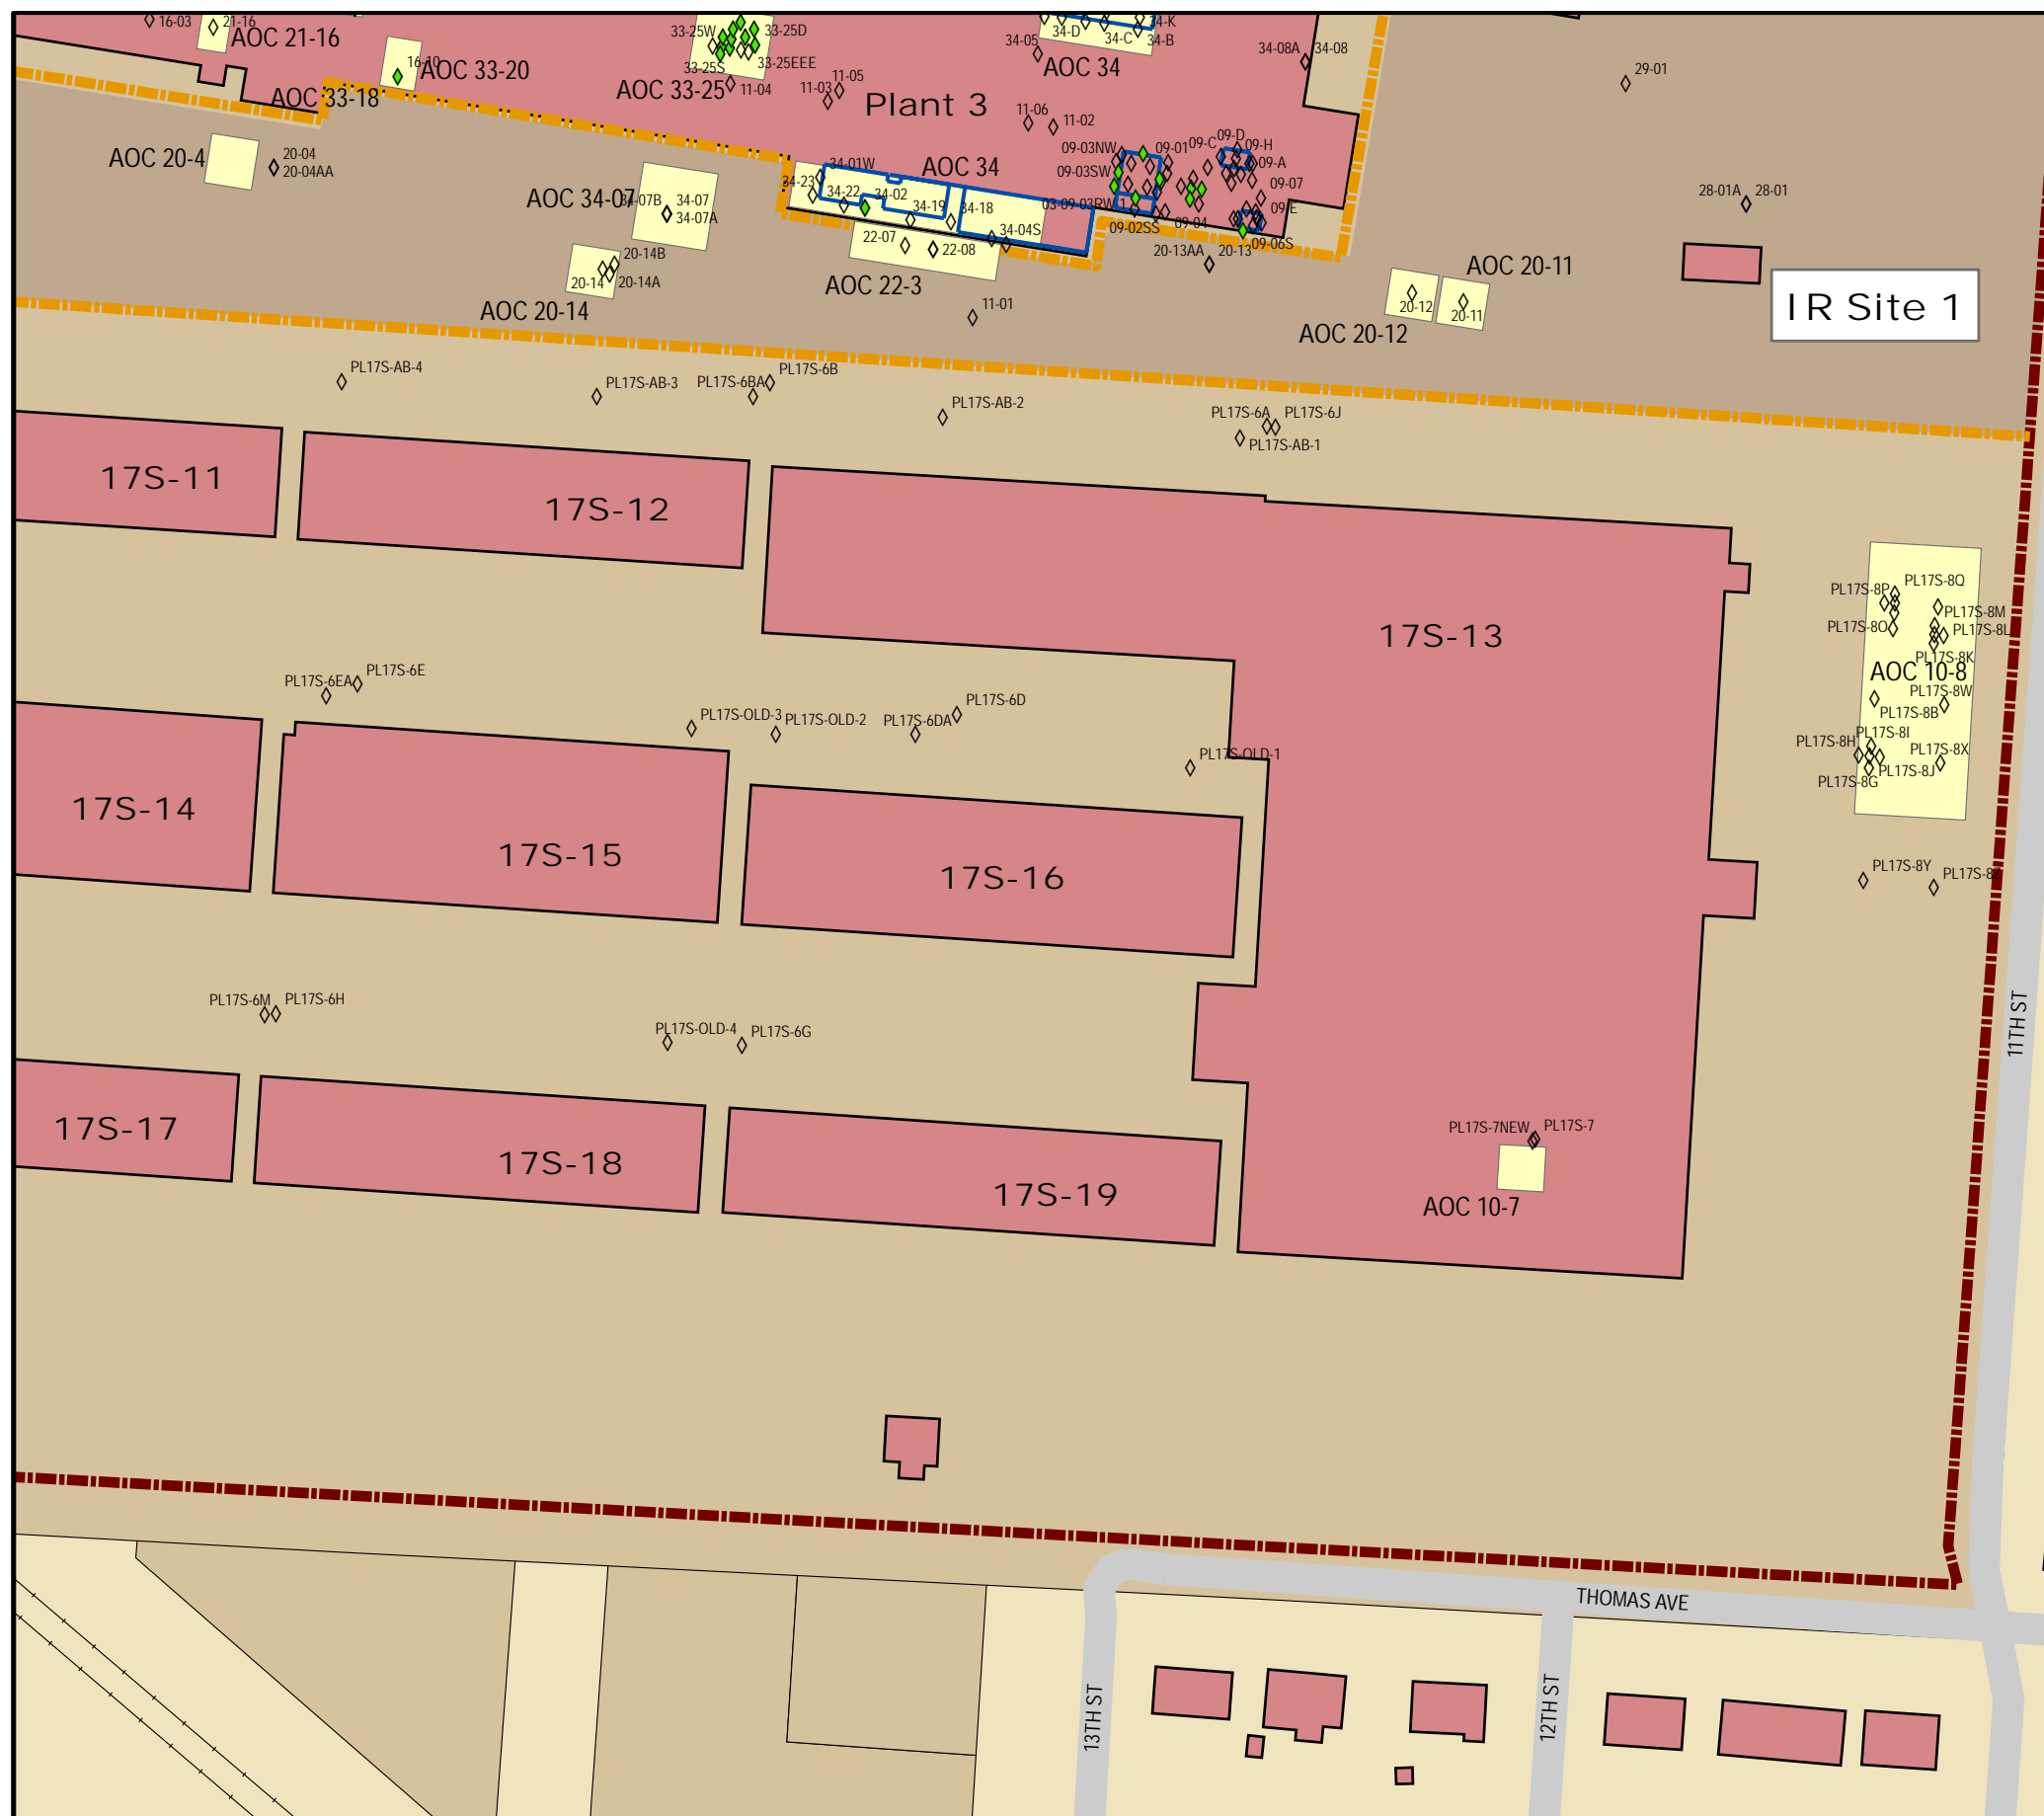 16-03
21-16
AOC 21-16
16-10
AOC 33-20
AOC 33-18
33-25W
33-25D
33-25S
33-25EEE
AOC 33-25
11-04
11-03
11-05
34-D
34-C
34-K
34-B
34-05
AOC 34
34-08A
34-08
29-01
Plant 3
11-06
11-02
AOC 20-4
20-04
20-04AA
34-01W
AOC 34
34-23
34-22
34-02
34-19
34-18
34-04S
AOC 34-07
34-07B
34-07
34-07A
09-03NW
09-01
09-C
09-D
09-H
09-A
09-03SW
09-07
03-09-03RW1
09-E
09-02SS
09-04
09-06S
28-01A
28-01
22-07
22-08
AOC 22-3
20-14B
20-14
20-14A
AOC 20-14
20-13AA
20-13
AOC 20-11
20-12
20-11
AOC 20-12
IR Site 1
11-01
PL17S-AB-4
PL17S-AB-3
PL17S-6BA
PL17S-6B
PL17S-AB-2
PL17S-6A
PL17S-6J
PL17S-AB-1
17S-11
17S-12
17S-13
PL17S-8P
PL17S-8Q
PL17S-8M
PL17S-8O
PL17S-8L
PL17S-8K
AOC 10-8
PL17S-8W
PL17S-8B
PL17S-8I
PL17S-8H
PL17S-8X
PL17S-8J
PL17S-8G
PL17S-6EA
PL17S-6E
PL17S-OLD-3
PL17S-OLD-2
PL17S-6DA
PL17S-6D
PL17S-OLD-1
17S-14
17S-15
17S-16
PL17S-8Y
PL17S-8Z
PL17S-6M
PL17S-6H
PL17S-OLD-4
PL17S-6G
11TH ST
17S-17
17S-18
17S-19
PL17S-7NEW
PL17S-7
AOC 10-7
THOMAS AVE
13TH ST
12TH ST